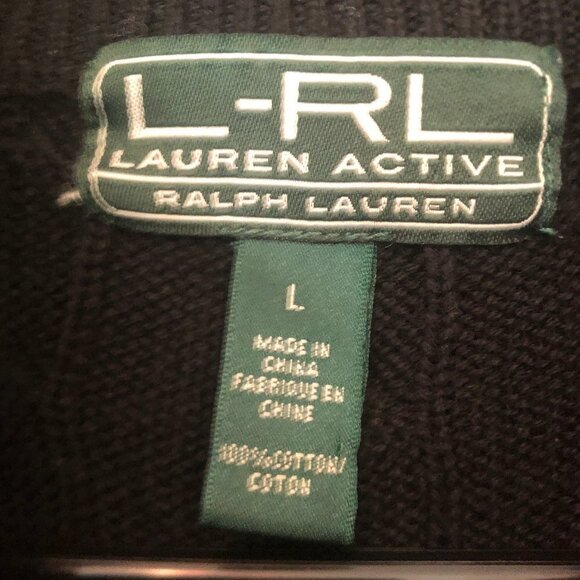 L-RL
LAUREN ACTIVE
RALPH LAUREN
L
MADE IN
CHINA
FABRIQUE EN
CHINE
100%COTTON/
COTON